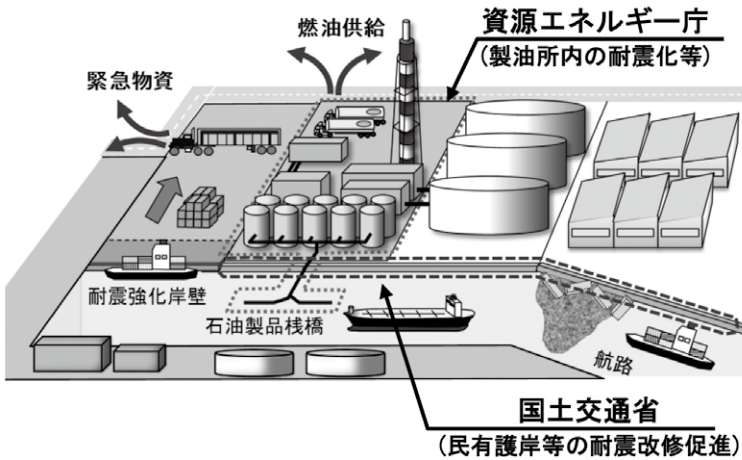 資源エネルギー庁
(製油所内の耐震化等)
燃油供給
緊急物資
耐震強化岸壁
石油製品桟橋
航路
国土交通省
(民有護岸等の耐震改修促進)